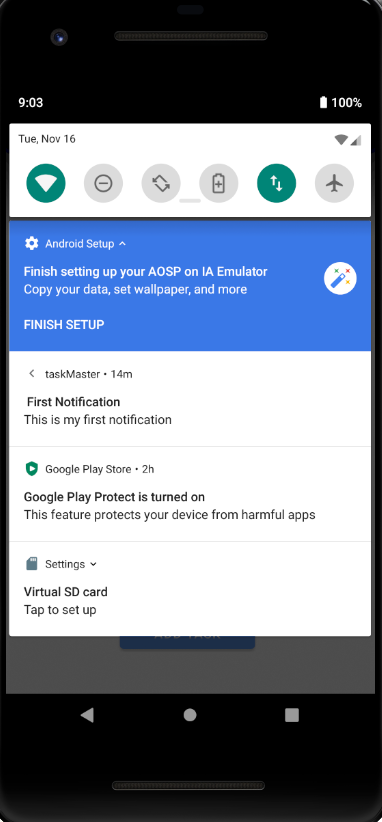 9:03
100%
Tue, Nov 16
Android Setup
Finish setting up your AOSP on IA Emulator
Copy your data, set wallpaper, and more
FINISH SETUP
taskMaster • 14m
First Notification
This is my first notification
Google Play Store • 2h
Google Play Protect is turned on
This feature protects your device from harmful apps
Settings
Virtual SD card
Tap to set up
ADD TASK